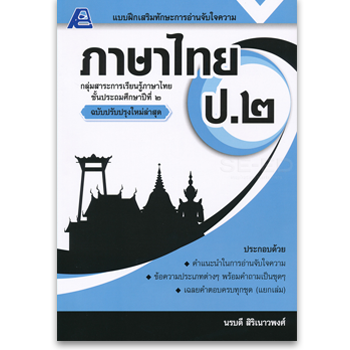 แบบฝึกเสริมทักษะการอ่านจับใจความ
ภาษาไทย
กลุ่มสาระการเรียนรู้ภาษาไทย
ชั้นประถมศึกษาปีที่ ๒
ป.๒
ฉบับปรับปรุงใหม่ล่าสุด
ประกอบด้วย
• คำแนะนำในการอ่านจับใจความ
• ข้อความประเภทต่างๆ พร้อมคำถามเป็นชุดๆ
• เฉลยคำตอบครบทุกชุด (แยกเล่ม)
นรบดี สิริเนาวพงศ์